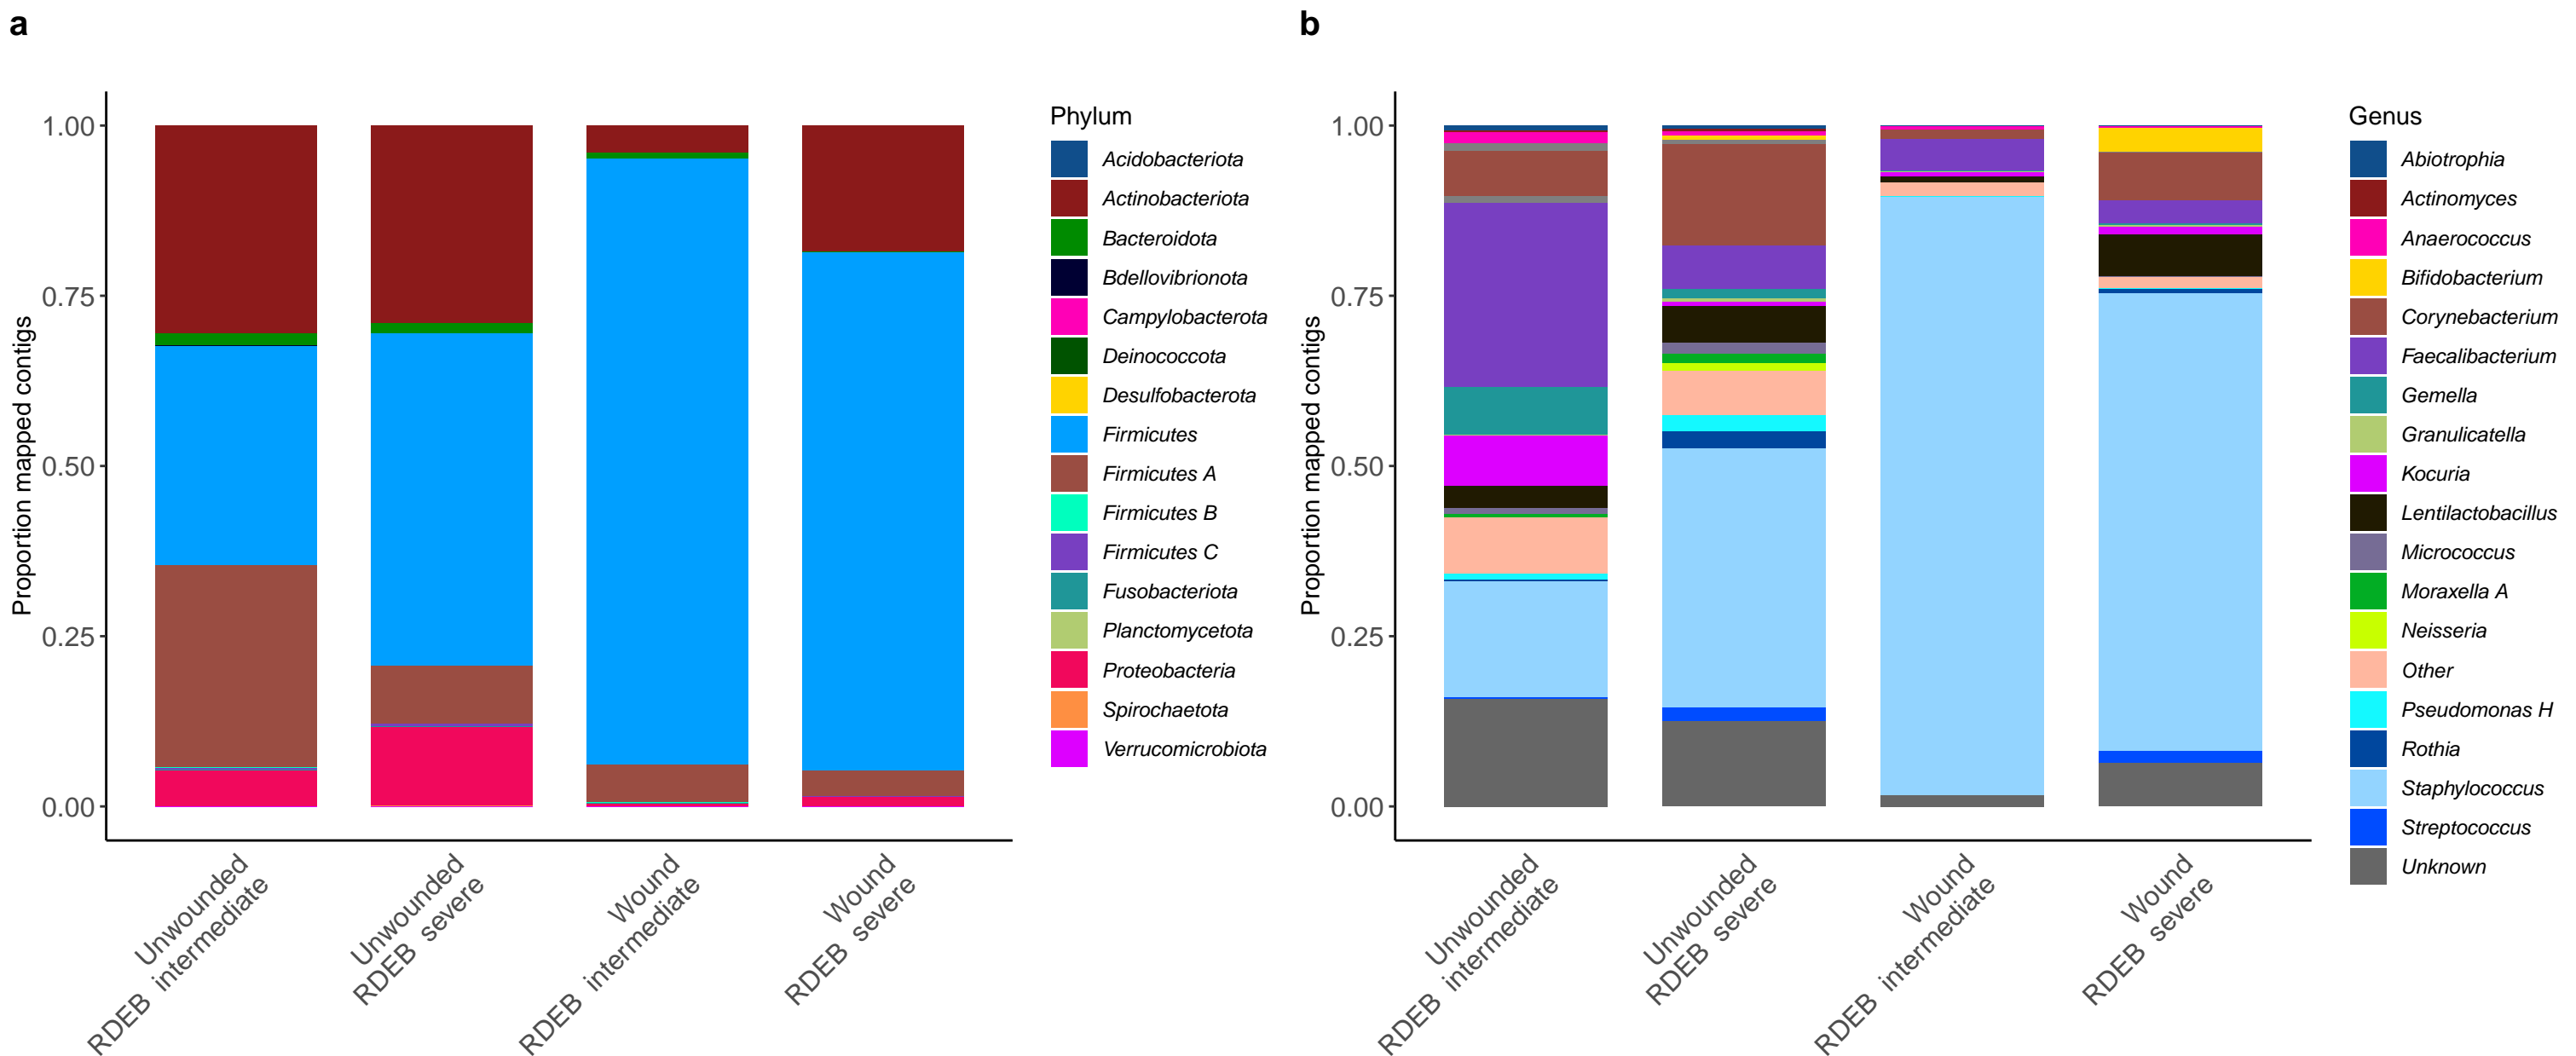 a
Proportion mapped contigs
1.00
0.75
0.50
0.25
0.00
Unwounded
RDEB intermediate
Unwounded
RDEB severe
Wound
RDEB intermediate
Wound
RDEB severe
Phylum
Acidobacteriota
Actinobacteriota
Bacteroidota
Bdellovibrionota
Campylobacterota
Deinococcota
Desulfobacterota
Firmicutes
Firmicutes A
Firmicutes B
Firmicutes C
Fusobacteriota
Planctomycetota
Proteobacteria
Spirochaetota
Verrucomicrobiota
b
Proportion mapped contigs
1.00
0.75
0.50
0.25
0.00
Unwounded
RDEB intermediate
Unwounded
RDEB severe
Wound
RDEB intermediate
Wound
RDEB severe
Genus
Abiotrophia
Actinomyces
Anaerococcus
Bifidobacterium
Corynebacterium
Faecalibacterium
Gemella
Granulicatella
Kocuria
Lentilactobacillus
Micrococcus
Moraxella A
Neisseria
Other
Pseudomonas H
Rothia
Staphylococcus
Streptococcus
Unknown